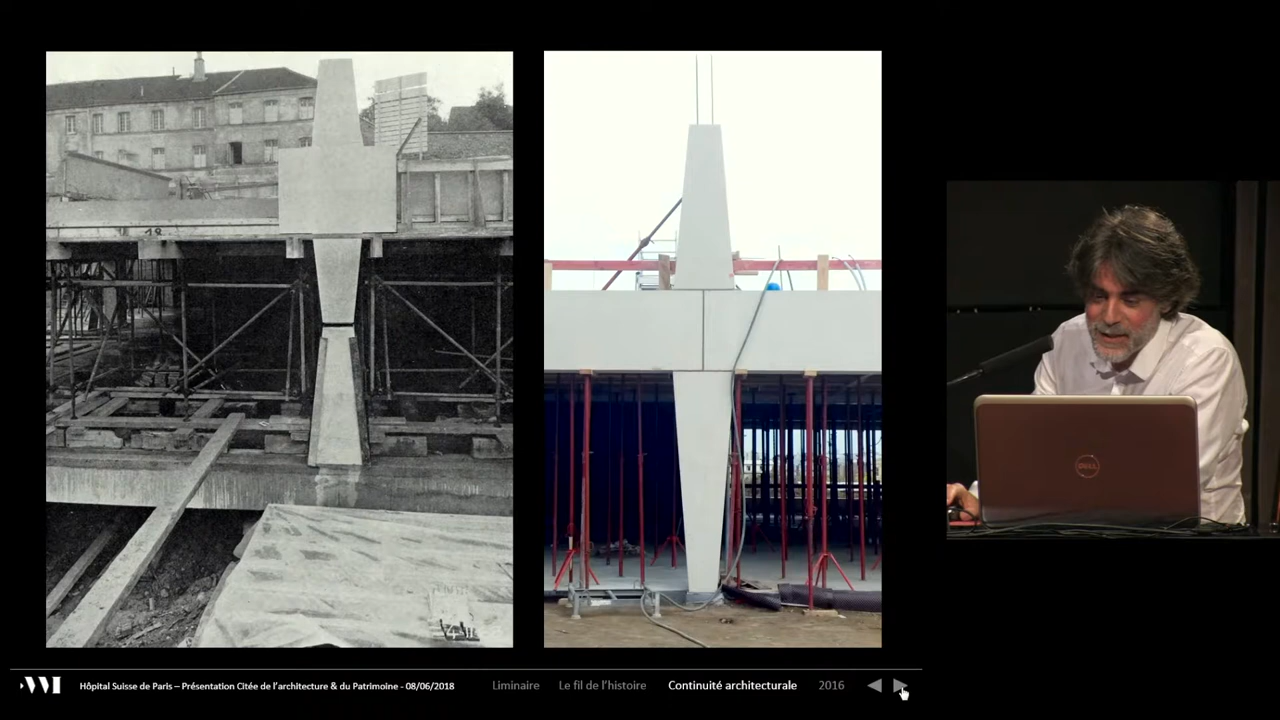 18
DELL
Hôpital Suisse de Paris – Présentation Citée de l'architecture & du Patrimoine - 08/06/2018
Liminaire Le fil de l'histoire Continuité architecturale 2016